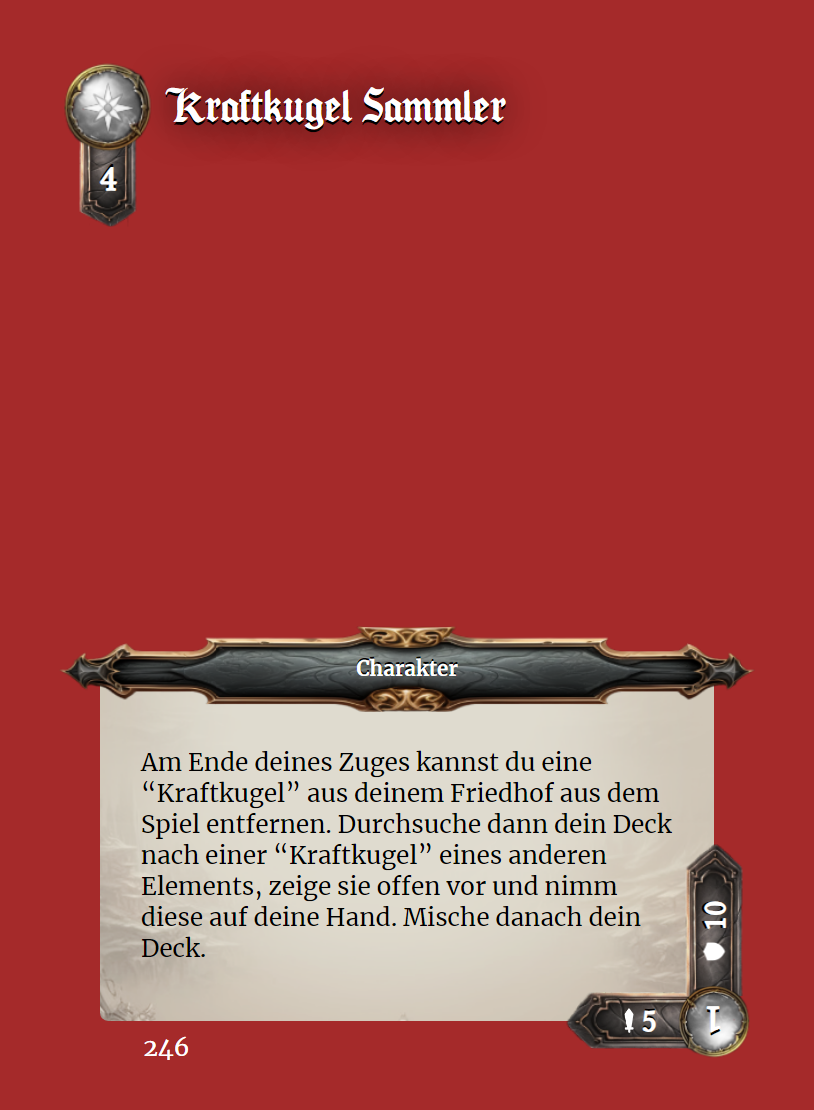 Kraftkugel Sammler
4
Charakter
Am Ende deines Zuges kannst du eine
“Kraftkugel” aus deinem Friedhof aus dem
Spiel entfernen. Durchsuche dann dein Deck
nach einer “Kraftkugel” eines anderen
Elements, zeige sie offen vor und nimm
diese auf deine Hand. Mische danach dein
Deck.
10
5
1
246